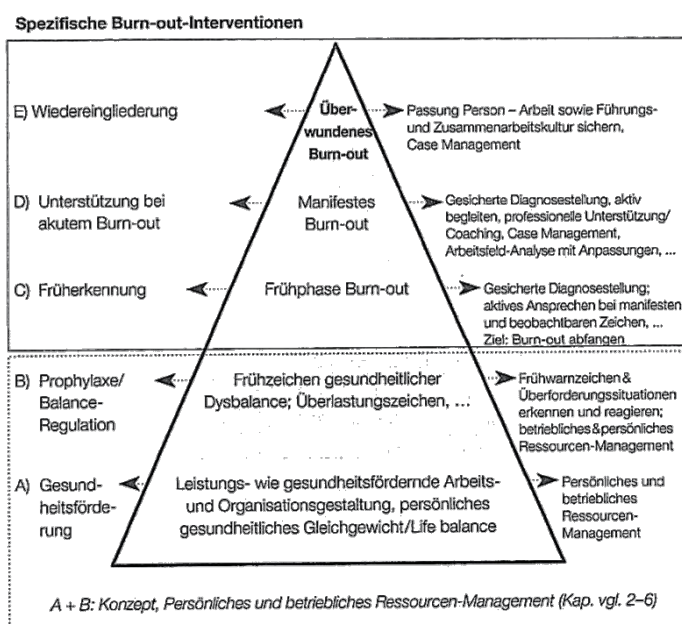 Spezifische Burn-out-Interventionen
E) Wiedereingliederung
Über-
wundenes
Burn-out
Passung Person – Arbeit sowie Führungs-
und Zusammenarbeitskultur sichern,
Case Management
D) Unterstützung bei
akutem Burn-out
Manifestes
Burn-out
Gesicherte Diagnosestellung, aktiv
begleiten, professionelle Unterstützung/
Coaching, Case Management,
Arbeitsfeld-Analyse mit Anpassungen, ...
C) Früherkennung
Frühphase Burn-out
Gesicherte Diagnosestellung;
aktives Ansprechen bei manifesten
und beobachtbaren Zeichen, ...
Ziel: Burn-out abfangen
B) Prophylaxe/
Balance-
Regulation
Frühzeichen gesundheitlicher
Dysbalance; Überlastungszeichen, ...
Frühwarnzeichen &
Überforderungssituationen
erkennen und reagieren;
betriebliches&persönliches
Ressourcen-Management
A) Gesund-
heitsförde-
rung
Leistungs- wie gesundheitsfördernde Arbeits-
und Organisationsgestaltung, persönliches
gesundheitliches Gleichgewicht/Life balance
Persönliches und
betriebliches
Ressourcen-
Management
A + B: Konzept, Persönliches und betriebliches Ressourcen-Management (Kap. vgl. 2–6)